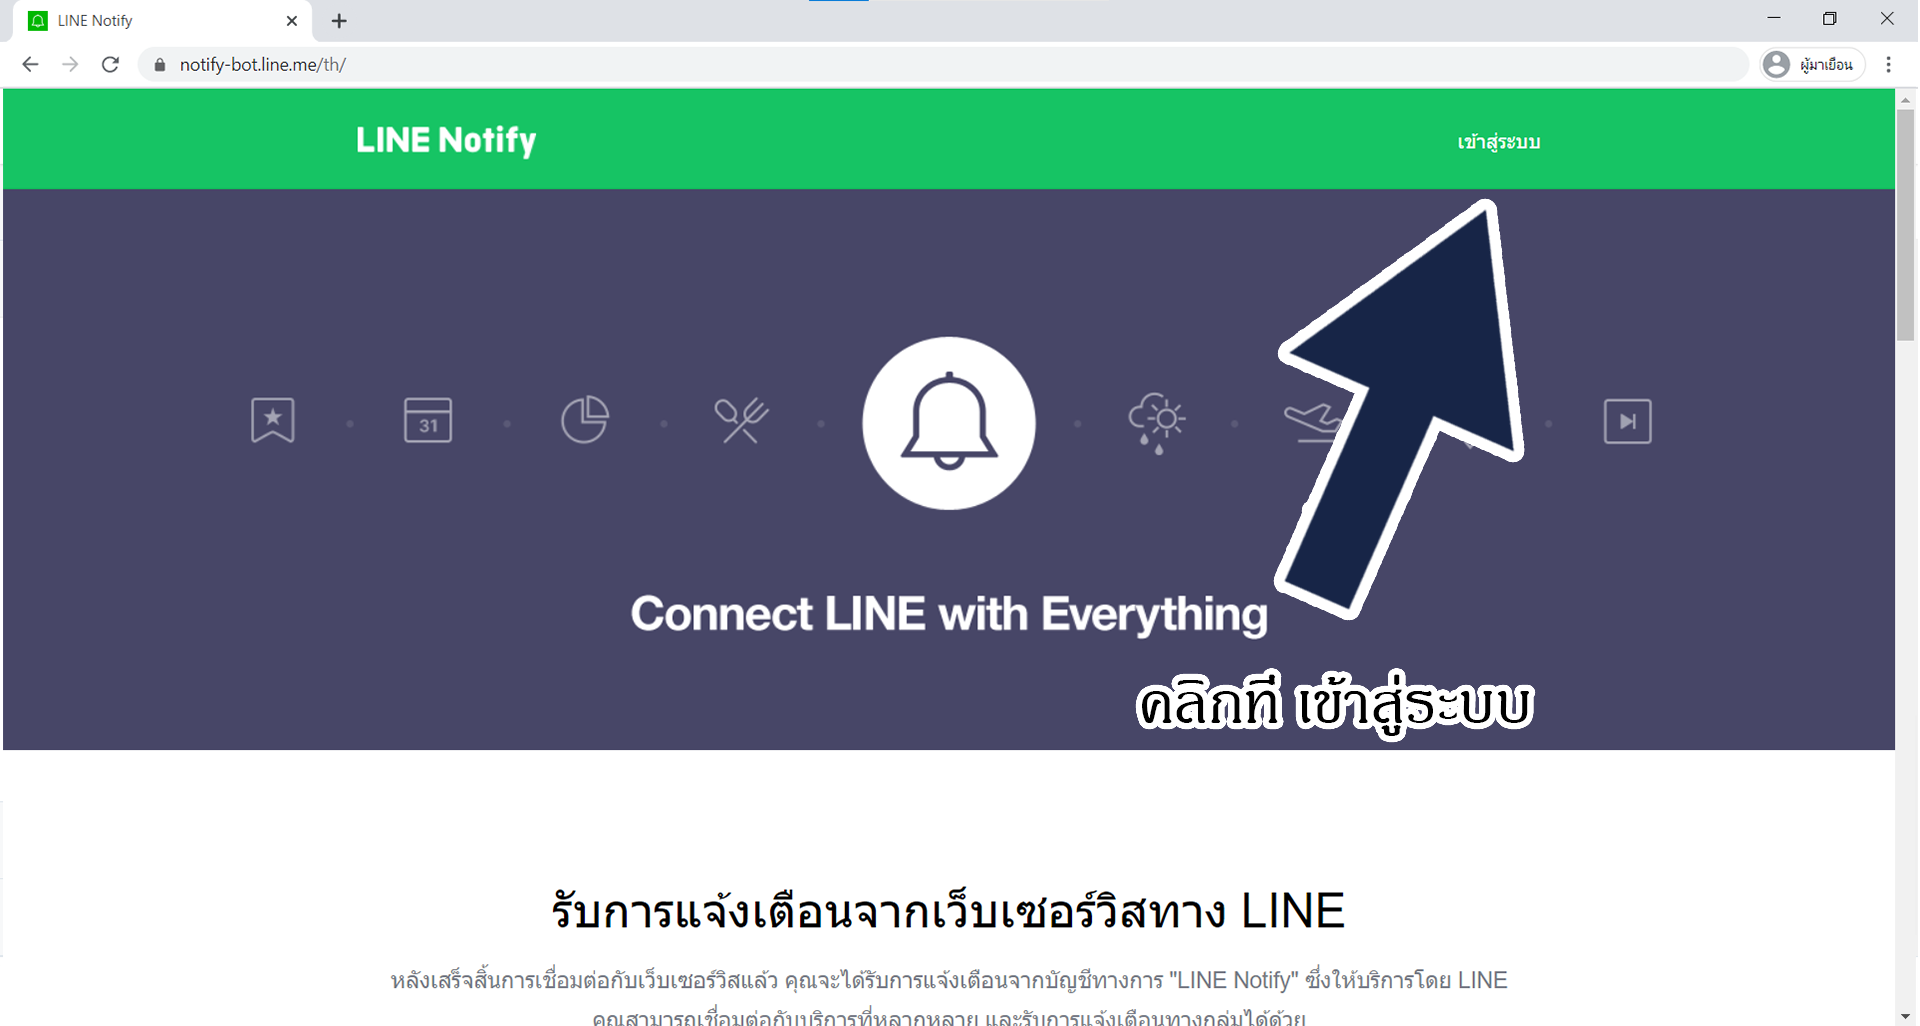 LINE Notify
notify-bot.line.me/th/
ผู้มาเยือน
LINE Notify
เข้าสู่ระบบ
31
Connect LINE with Everything
คลิกที่ เข้าสู่ระบบ
รับการแจ้งเตือนจากเว็บเซอร์วิสทาง LINE
หลังเสร็จสิ้นการเชื่อมต่อกับเว็บเซอร์วิสแล้ว คุณจะได้รับการแจ้งเตือนจากบัญชีทางการ "LINE Notify" ซึ่งให้บริการโดย LINE
คุณสามารถเชื่อมต่อกับบริการที่หลากหลาย และรับการแจ้งเตือนทางกลุ่มได้ด้วย